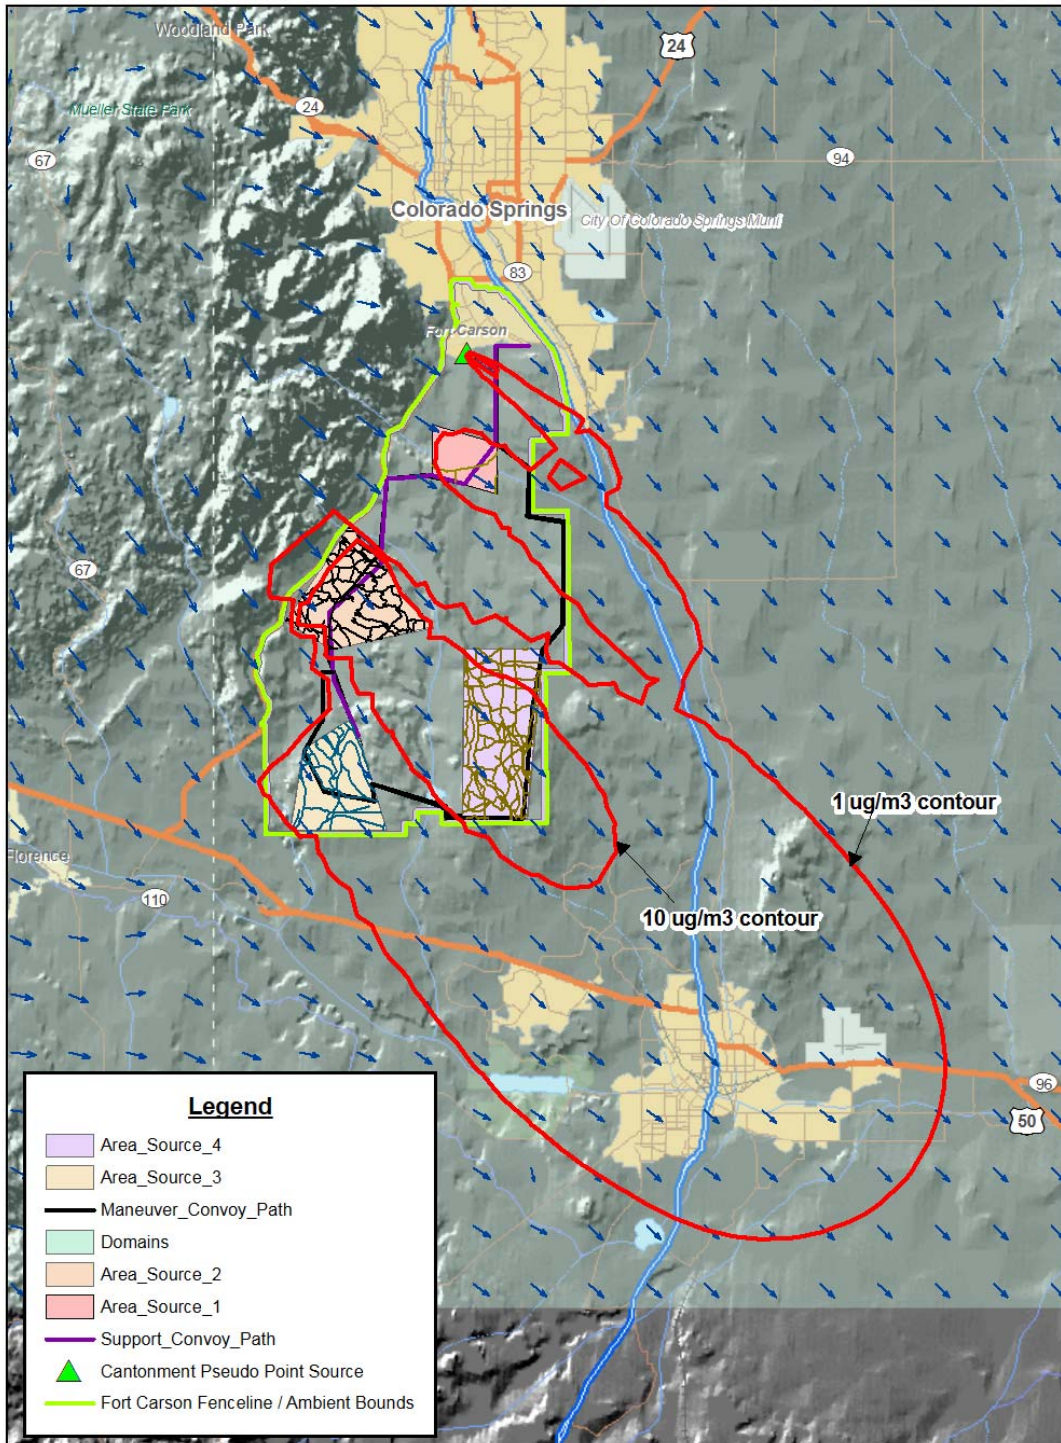 Woodland Park
24
24
Mueller State Park
67
94
Colorado Springs
City Of Colorado Springs Muni
83
Fort Carson
67
1 ug/m3 contour
Florence
110
10 ug/m3 contour
96
50
Legend
Area_Source_4
Area_Source_3
Maneuver_Convoy_Path
Domains
Area_Source_2
Area_Source_1
Support_Convoy_Path
Cantonment Pseudo Point Source
Fort Carson Fenceline / Ambient Bounds